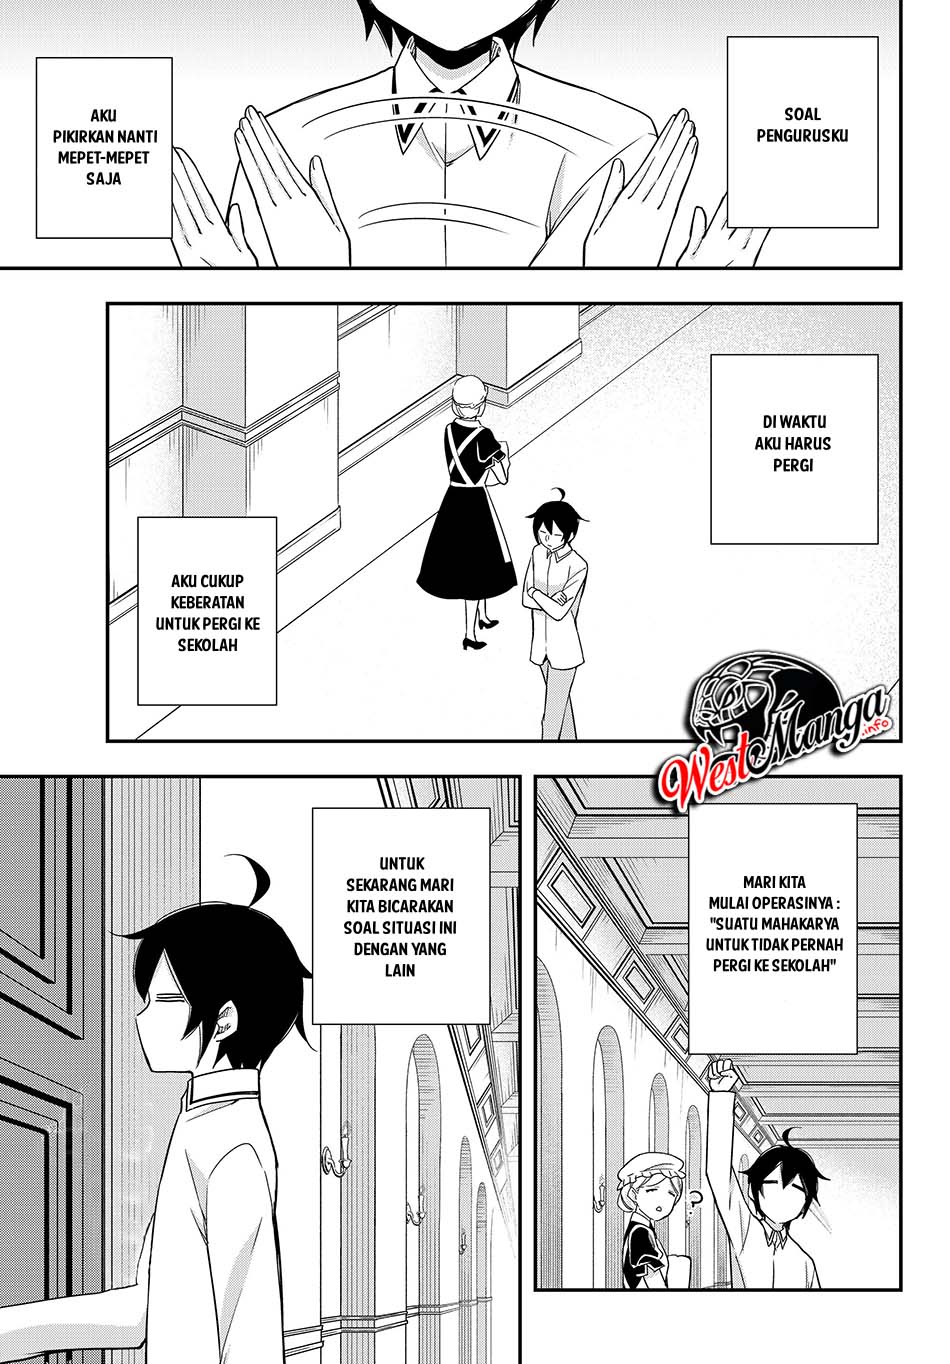 SOAL
PENGURUSKU
AKU
PIKIRKAN NANTI
MEPET-MEPET
SAJA
DI WAKTU
AKU HARUS
PERGI
AKU CUKUP
KEBERATAN
UNTUK PERGI KE
SEKOLAH
WestManga
.info
MARI KITA
MULAI OPERASINYA :
"SUATU MAHAKARYA
UNTUK TIDAK PERNAH
PERGI KE SEKOLAH"
?
UNTUK
SEKARANG MARI
KITA BICARAKAN
SOAL SITUASI INI
DENGAN YANG
LAIN